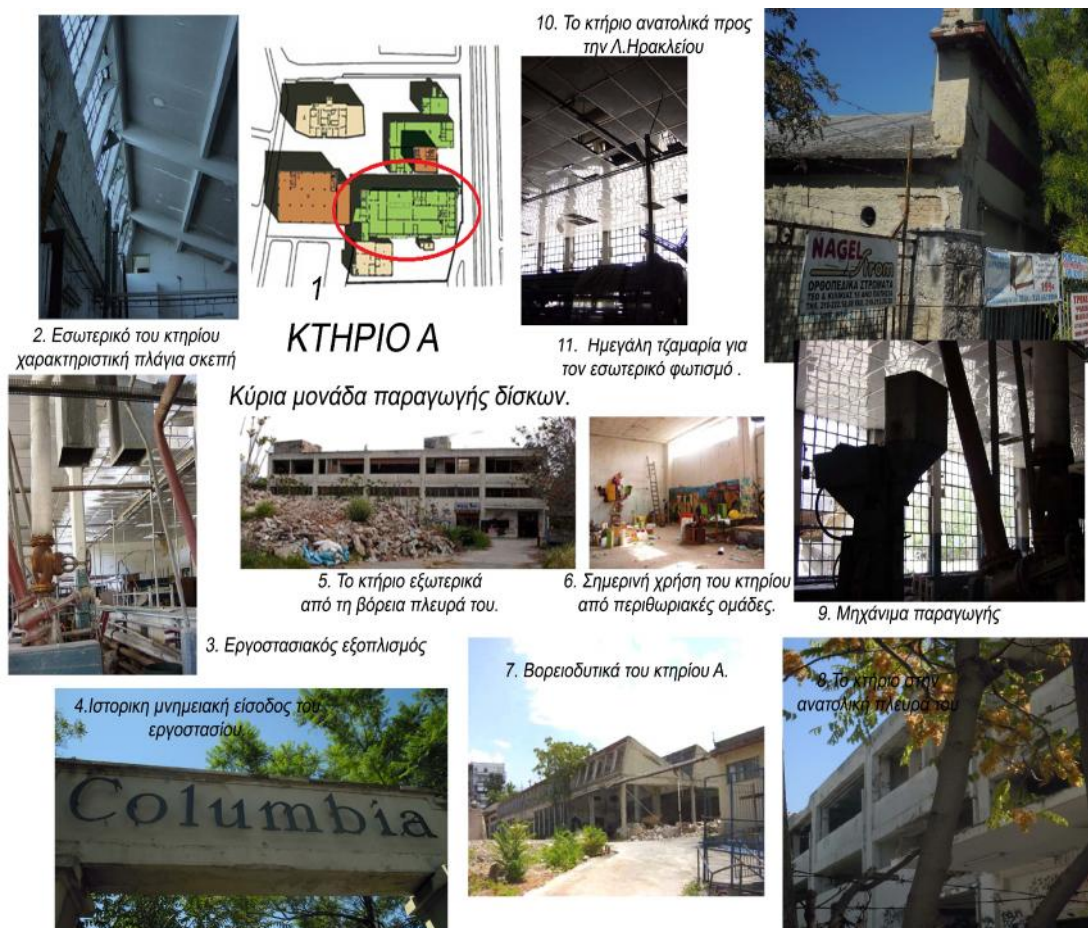 10. Το κτήριο ανατολικά προς
την Λ.Ηρακλείου
1
ΚΤΗΡΙΟ Α
2. Εσωτερικό του κτηρίου
χαρακτηριστική πλάγια σκεπή
11. Ημεγάλη τζαμαρία για
τον εσωτερικό φωτισμό .
NAGEL
Strom
ΟΡΘΟΠΕΔΙΚΑ ΣΤΡΩΜΑΤΑ
Κύρια μονάδα παραγωγής δίσκων.
5. Το κτήριο εξωτερικά
από τη βόρεια πλευρά του.
6. Σημερινή χρήση του κτηρίου
από περιθωριακές ομάδες.
9. Μηχάνιμα παραγωγής
3. Εργοστασιακός εξοπλισμός
4.Ιστορικη μνημειακή είσοδος του
εργοστασίου
Columbia
7. Βορειοδυτικά του κτηρίου Α.
8.Το κτήριο στην
ανατολική πλευρά του